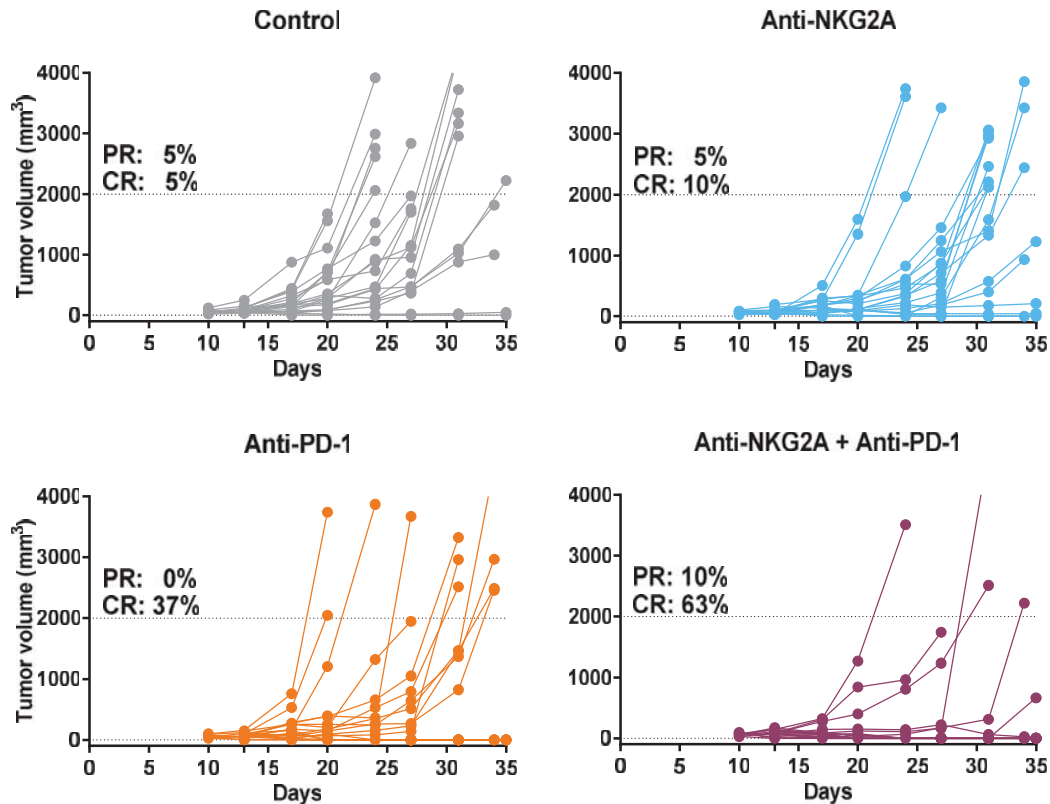 Control
Tumor volume (mm³)
4000
3000
2000
1000
0
PR: 5%
CR: 5%
0 5 10 15 20 25 30 35
Days
Anti-NKG2A
4000
3000
2000
1000
0
PR: 5%
CR: 10%
0 5 10 15 20 25 30 35
Days
Anti-PD-1
Tumor volume (mm³)
4000
3000
2000
1000
0
PR: 0%
CR: 37%
0 5 10 15 20 25 30 35
Days
Anti-NKG2A + Anti-PD-1
4000
3000
2000
1000
0
PR: 10%
CR: 63%
0 5 10 15 20 25 30 35
Days